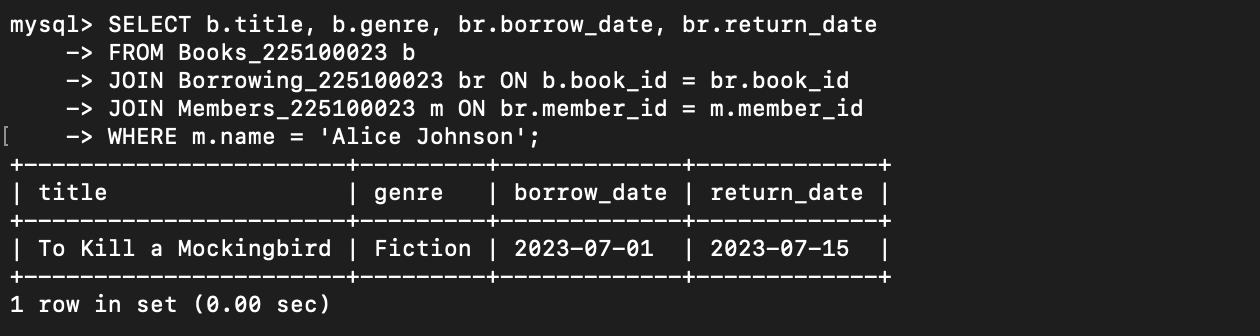 mysql> SELECT b.title, b.genre, br.borrow_date, br.return_date
    -> FROM Books_225100023 b
    -> JOIN Borrowing_225100023 br ON b.book_id = br.book_id
    -> JOIN Members_225100023 m ON br.member_id = m.member_id
[    -> WHERE m.name = 'Alice Johnson';
+-----------------------+---------+-------------+-------------+
| title                 | genre   | borrow_date | return_date |
+-----------------------+---------+-------------+-------------+
| To Kill a Mockingbird | Fiction | 2023-07-01  | 2023-07-15  |
+-----------------------+---------+-------------+-------------+
1 row in set (0.00 sec)